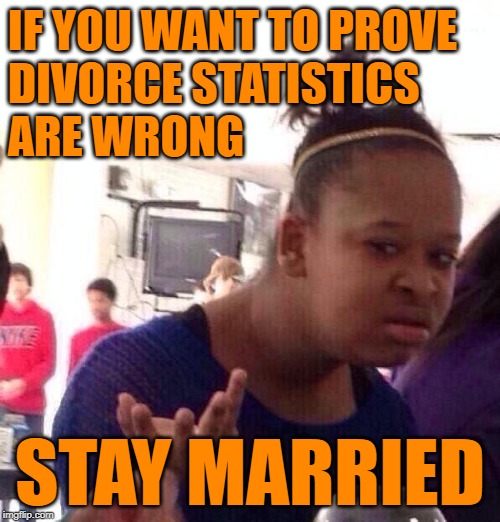 IF YOU WANT TO PROVE
DIVORCE STATISTICS
ARE WRONG
STAY MARRIED
imgflip.com